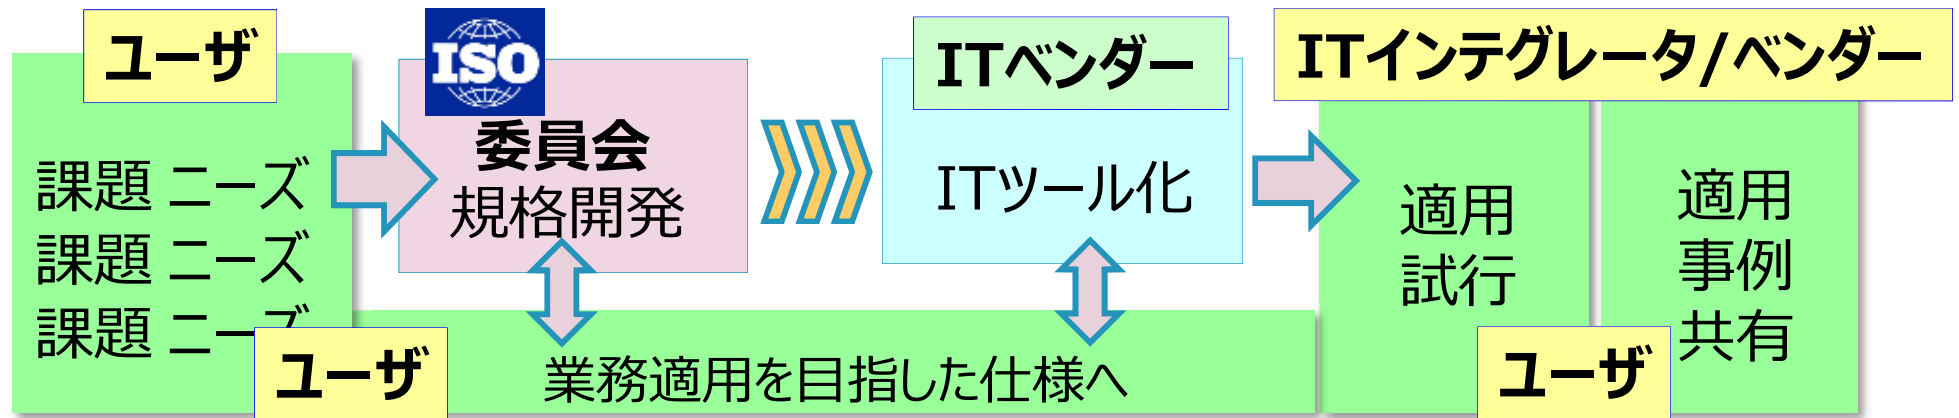 ユーザ
課題 ニーズ
課題 ニーズ
課題 ニーズ
ISO
委員会
規格開発
ITベンダー
ITツール化
ITインテグレータ/ベンダー
適用
試行
適用
事例
共有
ユーザ
業務適用を目指した仕様へ
ユーザ